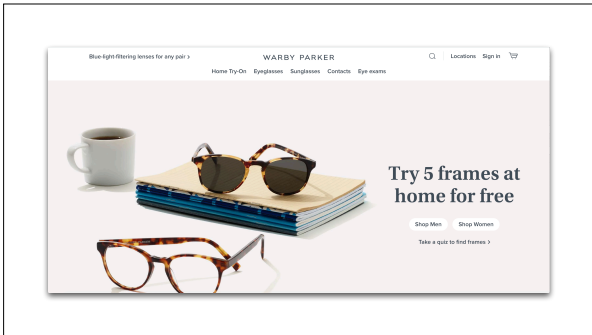 Blue-light-filtering lenses for any pair ›
WARBY PARKER
Locations Sign in
Home Try-On Eyeglasses Sunglasses Contacts Eye exams
Try 5 frames at
home for free
Shop Men Shop Women
Take a quiz to find frames ›